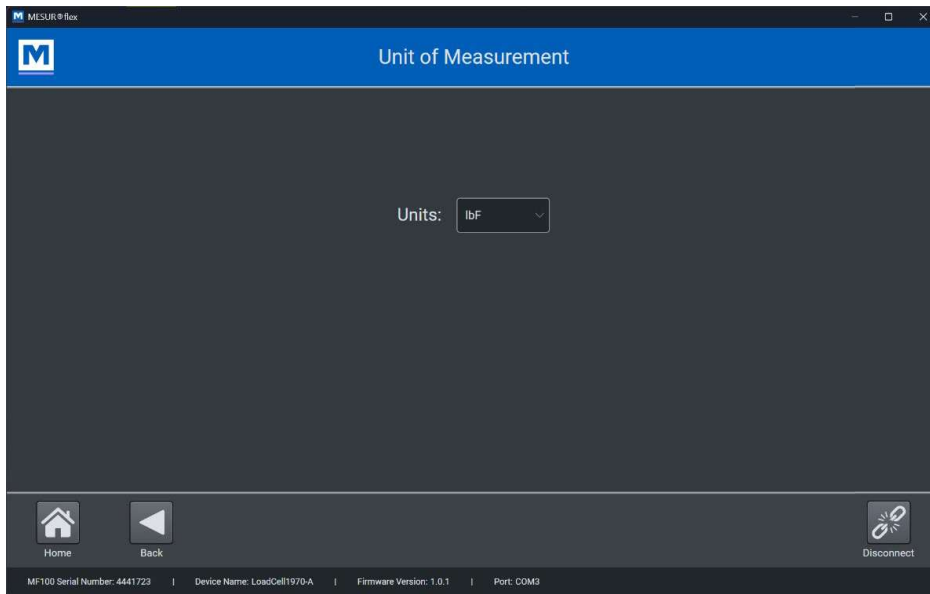 M MESUR®flex
M Unit of Measurement
Units: lbF
Home Back Disconnect
MF100 Serial Number: 4441723 | Device Name: LoadCell1970-A | Firmware Version: 1.0.1 | Port: COM3